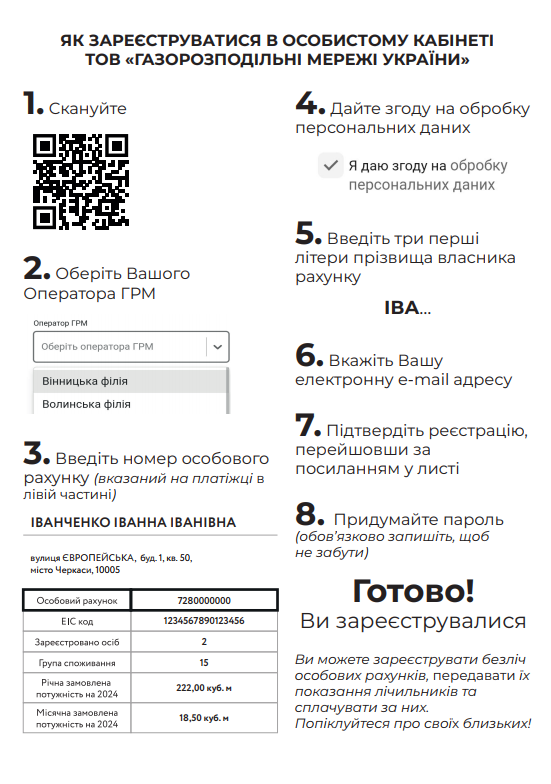 ЯК ЗАРЕЄСТРУВАТИСЯ В ОСОБИСТОМУ КАБІНЕТІ
ТОВ «ГАЗОРОЗПОДІЛЬНІ МЕРЕЖІ УКРАЇНИ»
1. Скануйте
2. Оберіть Вашого
Оператора ГРМ
Оператор ГРМ
Оберіть оператора ГРМ
Вінницька філія
Волинська філія
3. Введіть номер особового
рахунку (вказаний на платіжці в
лівій частині)
ІВАНЧЕНКО ІВАННА ІВАНІВНА
вулиця ЄВРОПЕЙСЬКА, буд. 1, кв. 50,
місто Черкаси, 10005
Особовий рахунок 7280000000
EIC код 1234567890123456
Зареєстровано осіб 2
Група споживання 15
Річна замовлена
потужність на 2024 222,00 куб. м
Місячна замовлена
потужність на 2024 18,50 куб. м
4. Дайте згоду на обробку
персональних даних
Я даю згоду на обробку
персональних даних
5. Введіть три перші
літери прізвища власника
рахунку
ІВА...
6. Вкажіть Вашу
електронну e-mail адресу
7. Підтвердіть реєстрацію,
перейшовши за
посиланням у листі
8. Придумайте пароль
(обов’язково запишіть, щоб
не забути)
Готово!
Ви зареєструвалися
Ви можете зареєструвати безліч
особових рахунків, передавати їх
показання лічильників та
сплачувати за них.
Попіклуйтеся про своїх близьких!